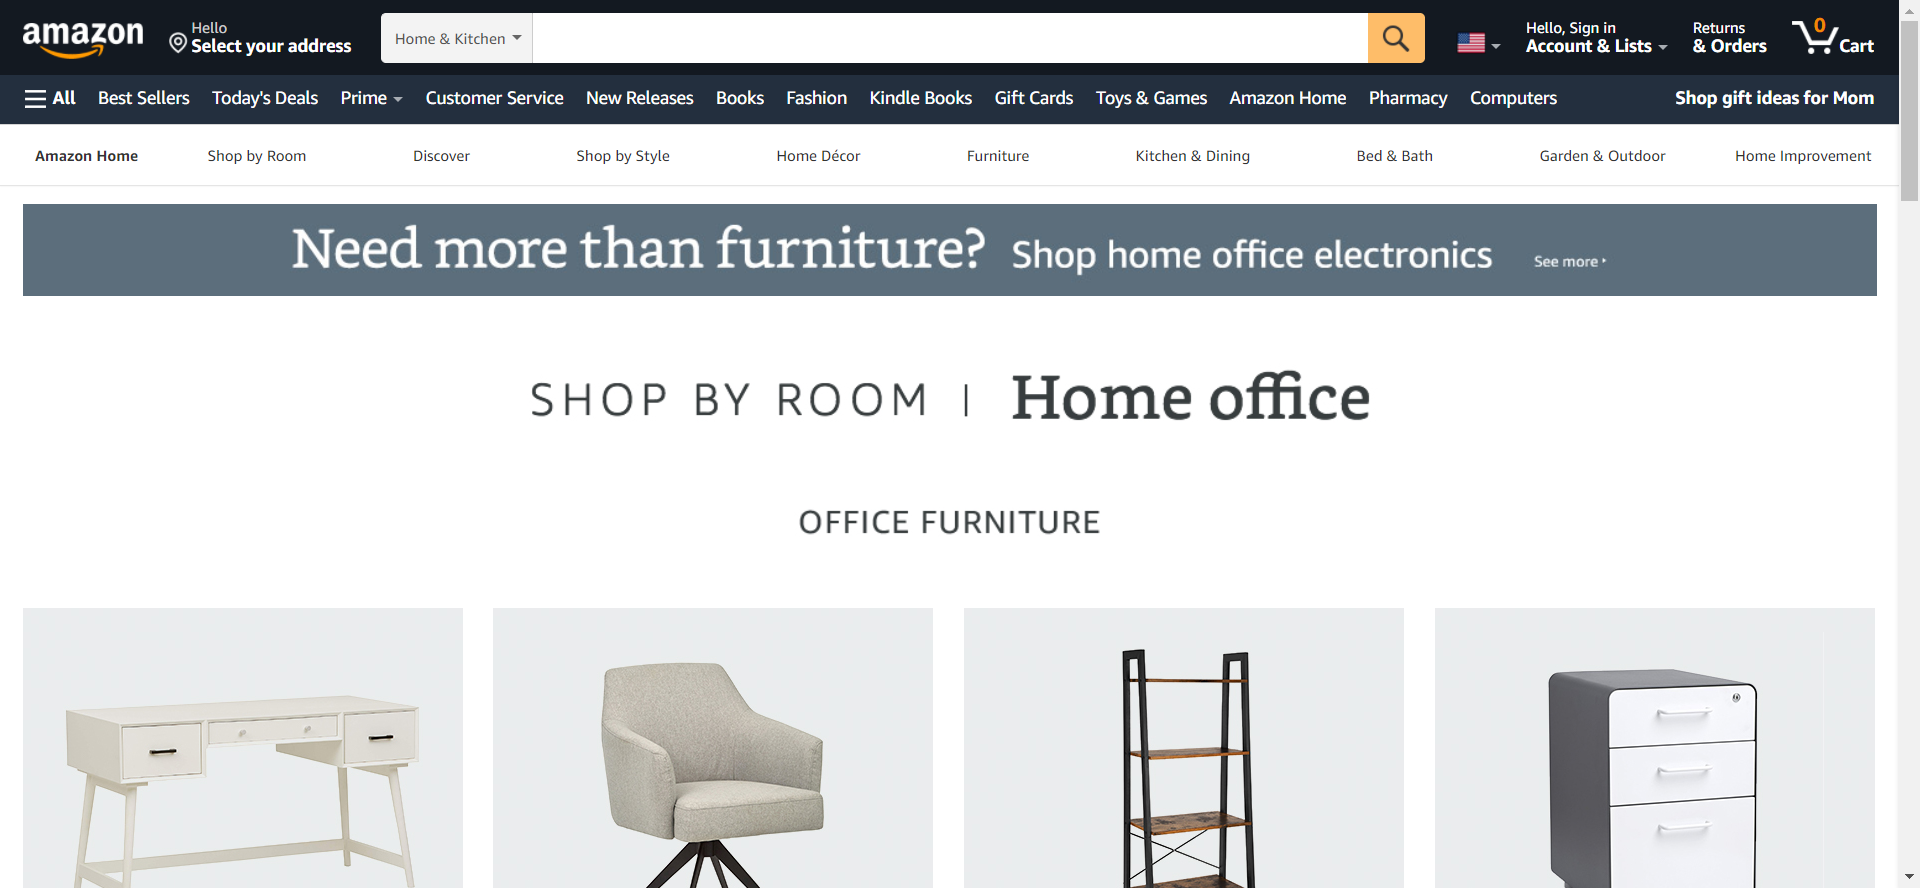 amazon
Hello
Select your address
Home & Kitchen
Hello, Sign in
Account & Lists
Returns
& Orders
0
Cart
All
Best Sellers
Today's Deals
Prime
Customer Service
New Releases
Books
Fashion
Kindle Books
Gift Cards
Toys & Games
Amazon Home
Pharmacy
Computers
Shop gift ideas for Mom
Amazon Home
Shop by Room
Discover
Shop by Style
Home Décor
Furniture
Kitchen & Dining
Bed & Bath
Garden & Outdoor
Home Improvement
Need more than furniture? Shop home office electronics See more
SHOP BY ROOM | Home office
OFFICE FURNITURE